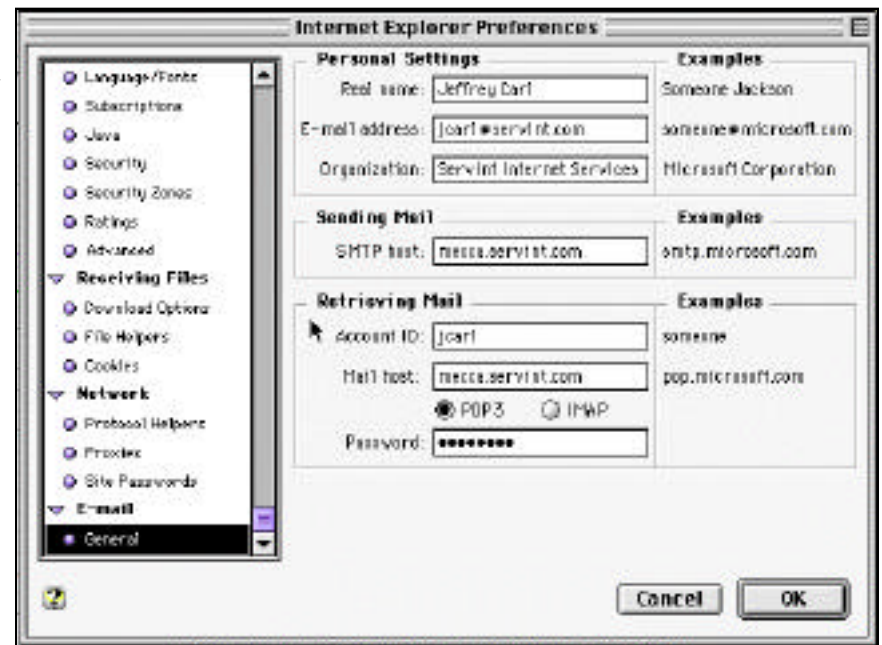 Internet Explorer Preferences
Language/Fonts
Subscriptions
Java
Security
Security Zones
Ratings
Advanced
Receiving Files
Download Options
File Helpers
Cookies
Network
Protocol Helpers
Proxies
Site Passwords
E-mail
General
Personal Settings
Examples
Real name: Jeffrey Carl
Someone Jackson
E-mail address: jcarl@servint.com
someone@microsoft.com
Organization: Servint Internet Services
Microsoft Corporation
Sending Mail
Examples
SMTP host: mecca.servint.com
smtp.microsoft.com
Retrieving Mail
Examples
Account ID: jcarl
someone
Mail host: mecca.servint.com
pop.microsoft.com
POP3 IMAP
Password: ••••••••
?
Cancel OK